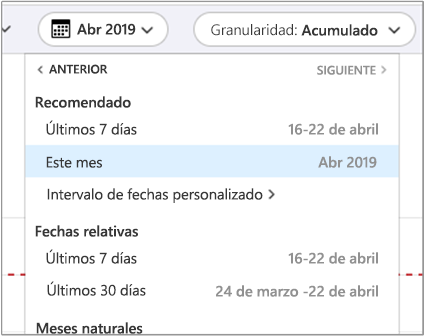 Abr 2019 Granularidad: Acumulado
ANTERIOR SIGUIENTE
Recomendado
Últimos 7 días 16-22 de abril
Este mes Abr 2019
Intervalo de fechas personalizado
Fechas relativas
Últimos 7 días 16-22 de abril
Últimos 30 días 24 de marzo -22 de abril
Meses naturales